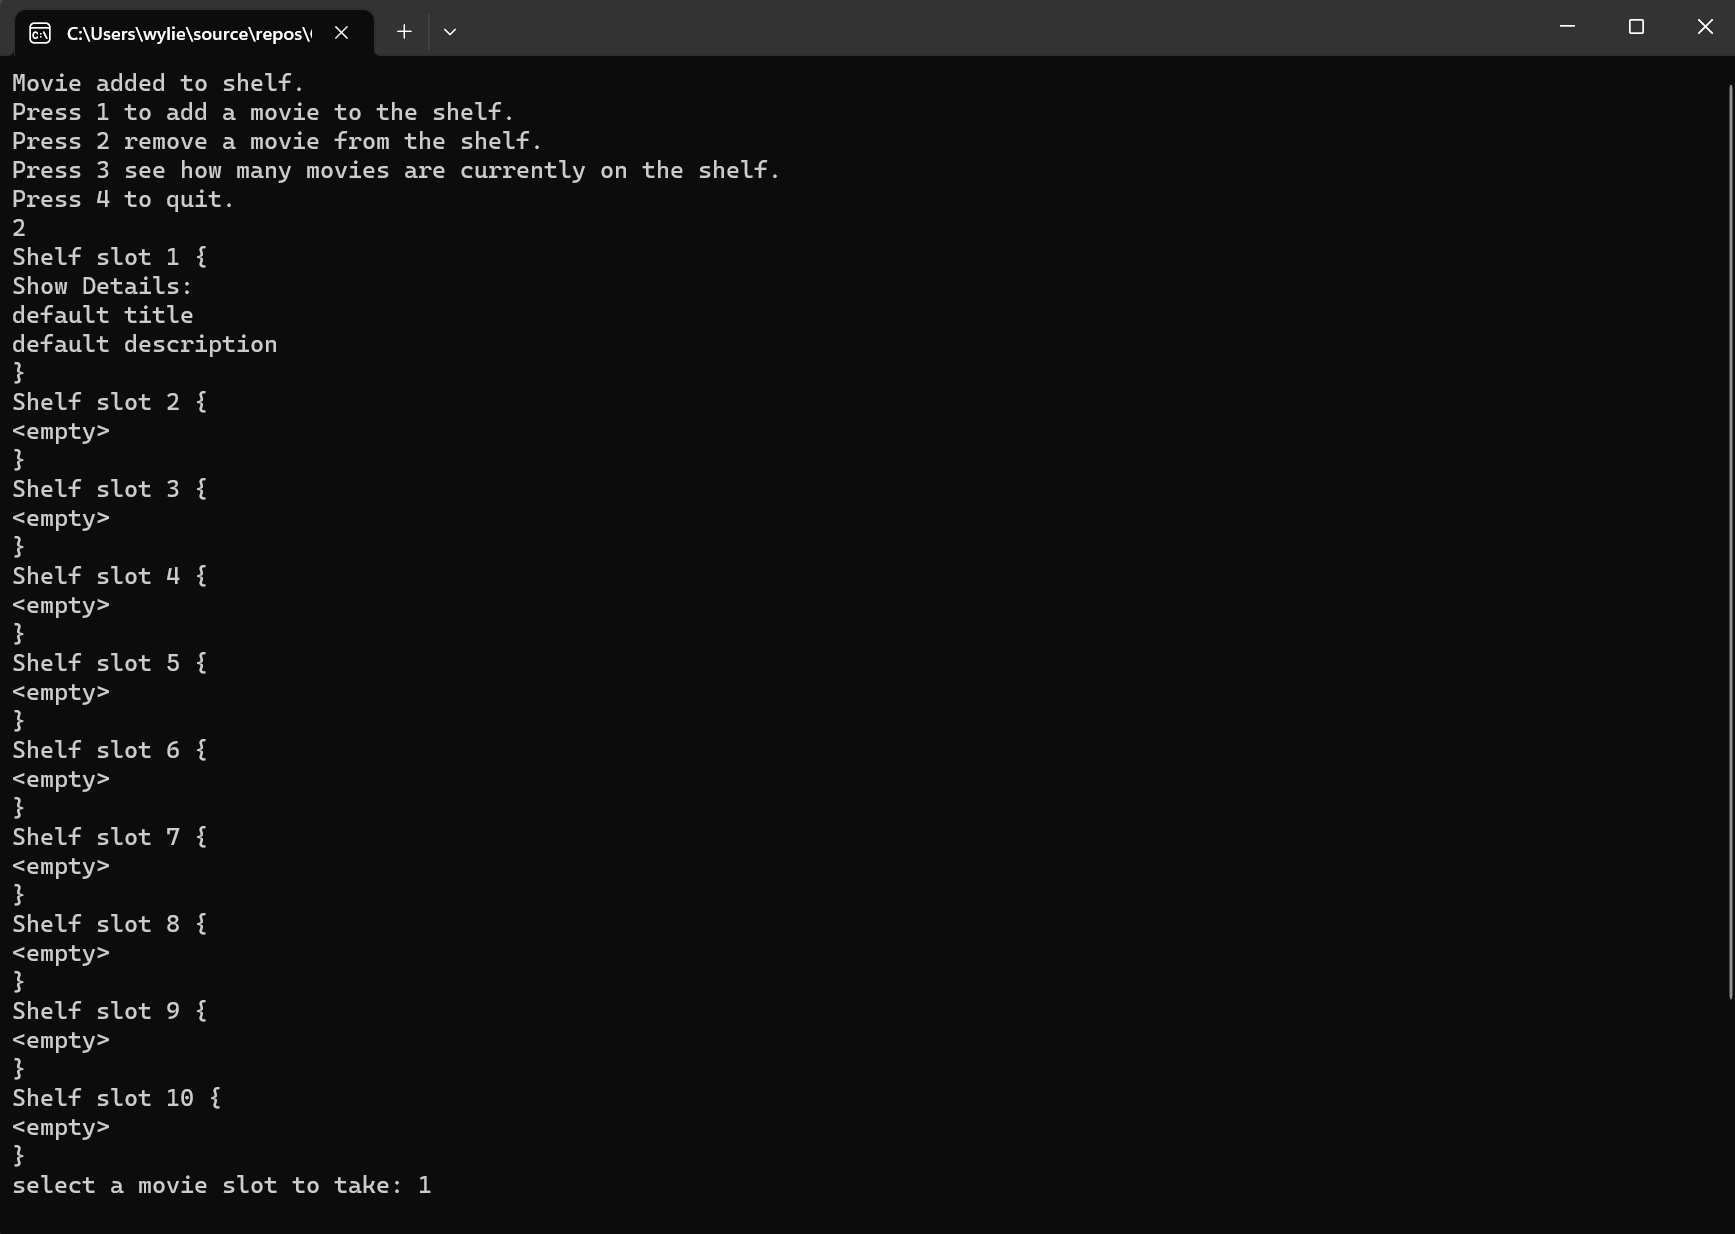 C:\Users\wylie\source\repos\
Movie added to shelf.
Press 1 to add a movie to the shelf.
Press 2 remove a movie from the shelf.
Press 3 see how many movies are currently on the shelf.
Press 4 to quit.
2
Shelf slot 1 {
Show Details:
default title
default description
}
Shelf slot 2 {
<empty>
}
Shelf slot 3 {
<empty>
}
Shelf slot 4 {
<empty>
}
Shelf slot 5 {
<empty>
}
Shelf slot 6 {
<empty>
}
Shelf slot 7 {
<empty>
}
Shelf slot 8 {
<empty>
}
Shelf slot 9 {
<empty>
}
Shelf slot 10 {
<empty>
}
select a movie slot to take: 1